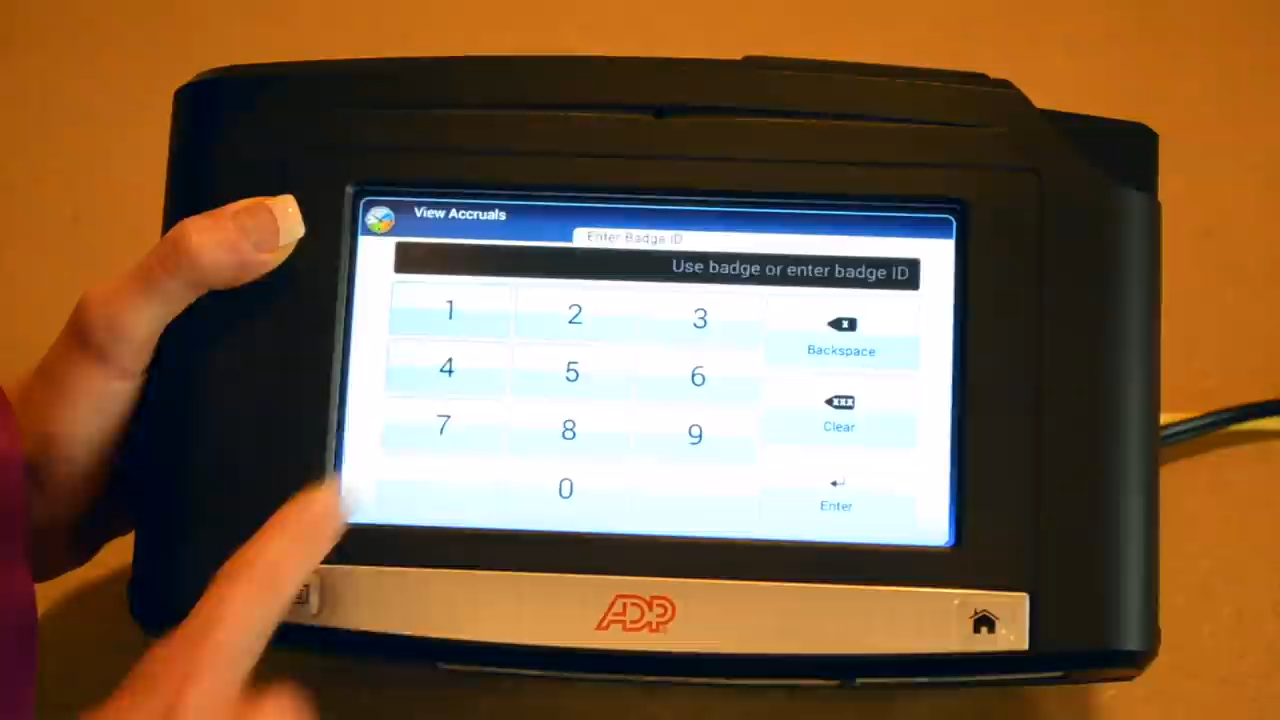 View Accruals
Enter Badge ID
Use badge or enter badge ID
1 2 3
Backspace
4 5 6
Clear
7 8 9
0
Enter
ADP